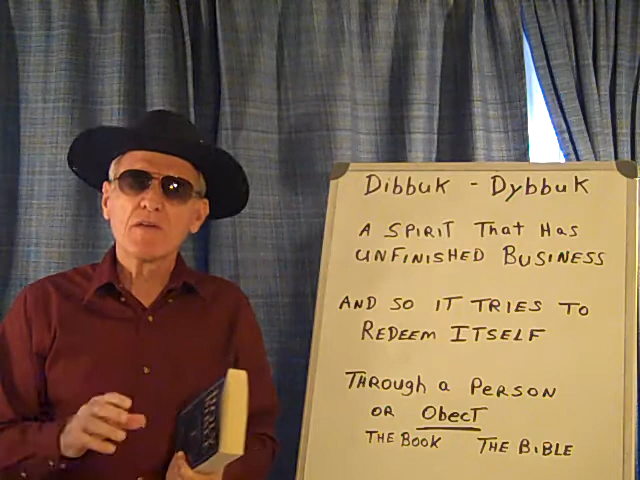 Dibbuk - Dybbuk
A SPIRIT That Has
UNFINISHED BUSINESS
AND SO IT TRIES TO
REDEEM ITSELF
THROUGH a PERSON
OR ObecT
THE BOOK THE BIBLE